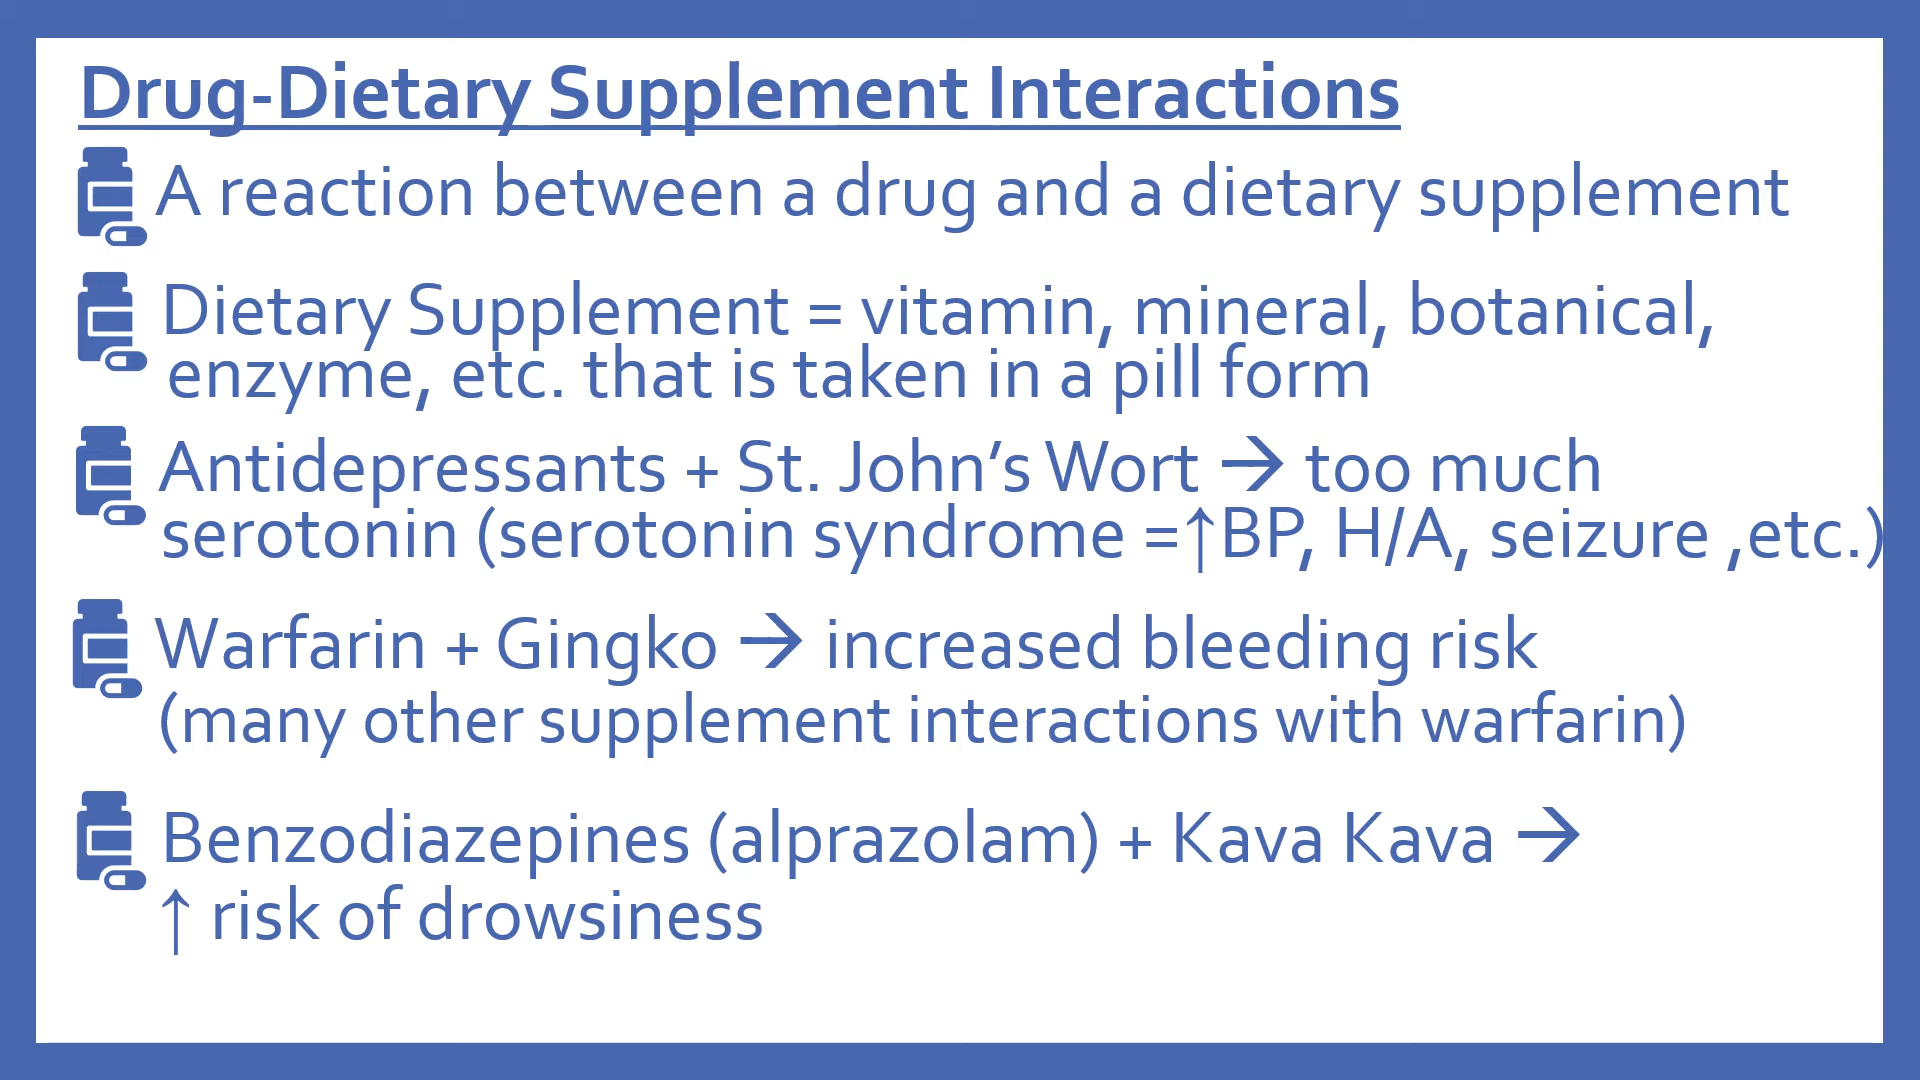 Drug-Dietary Supplement Interactions
A reaction between a drug and a dietary supplement
Dietary Supplement = vitamin, mineral, botanical,
enzyme, etc. that is taken in a pill form
Antidepressants + St. John’s Wort → too much
serotonin (serotonin syndrome =↑BP, H/A, seizure ,etc.)
Warfarin + Gingko → increased bleeding risk
(many other supplement interactions with warfarin)
Benzodiazepines (alprazolam) + Kava Kava →
↑ risk of drowsiness